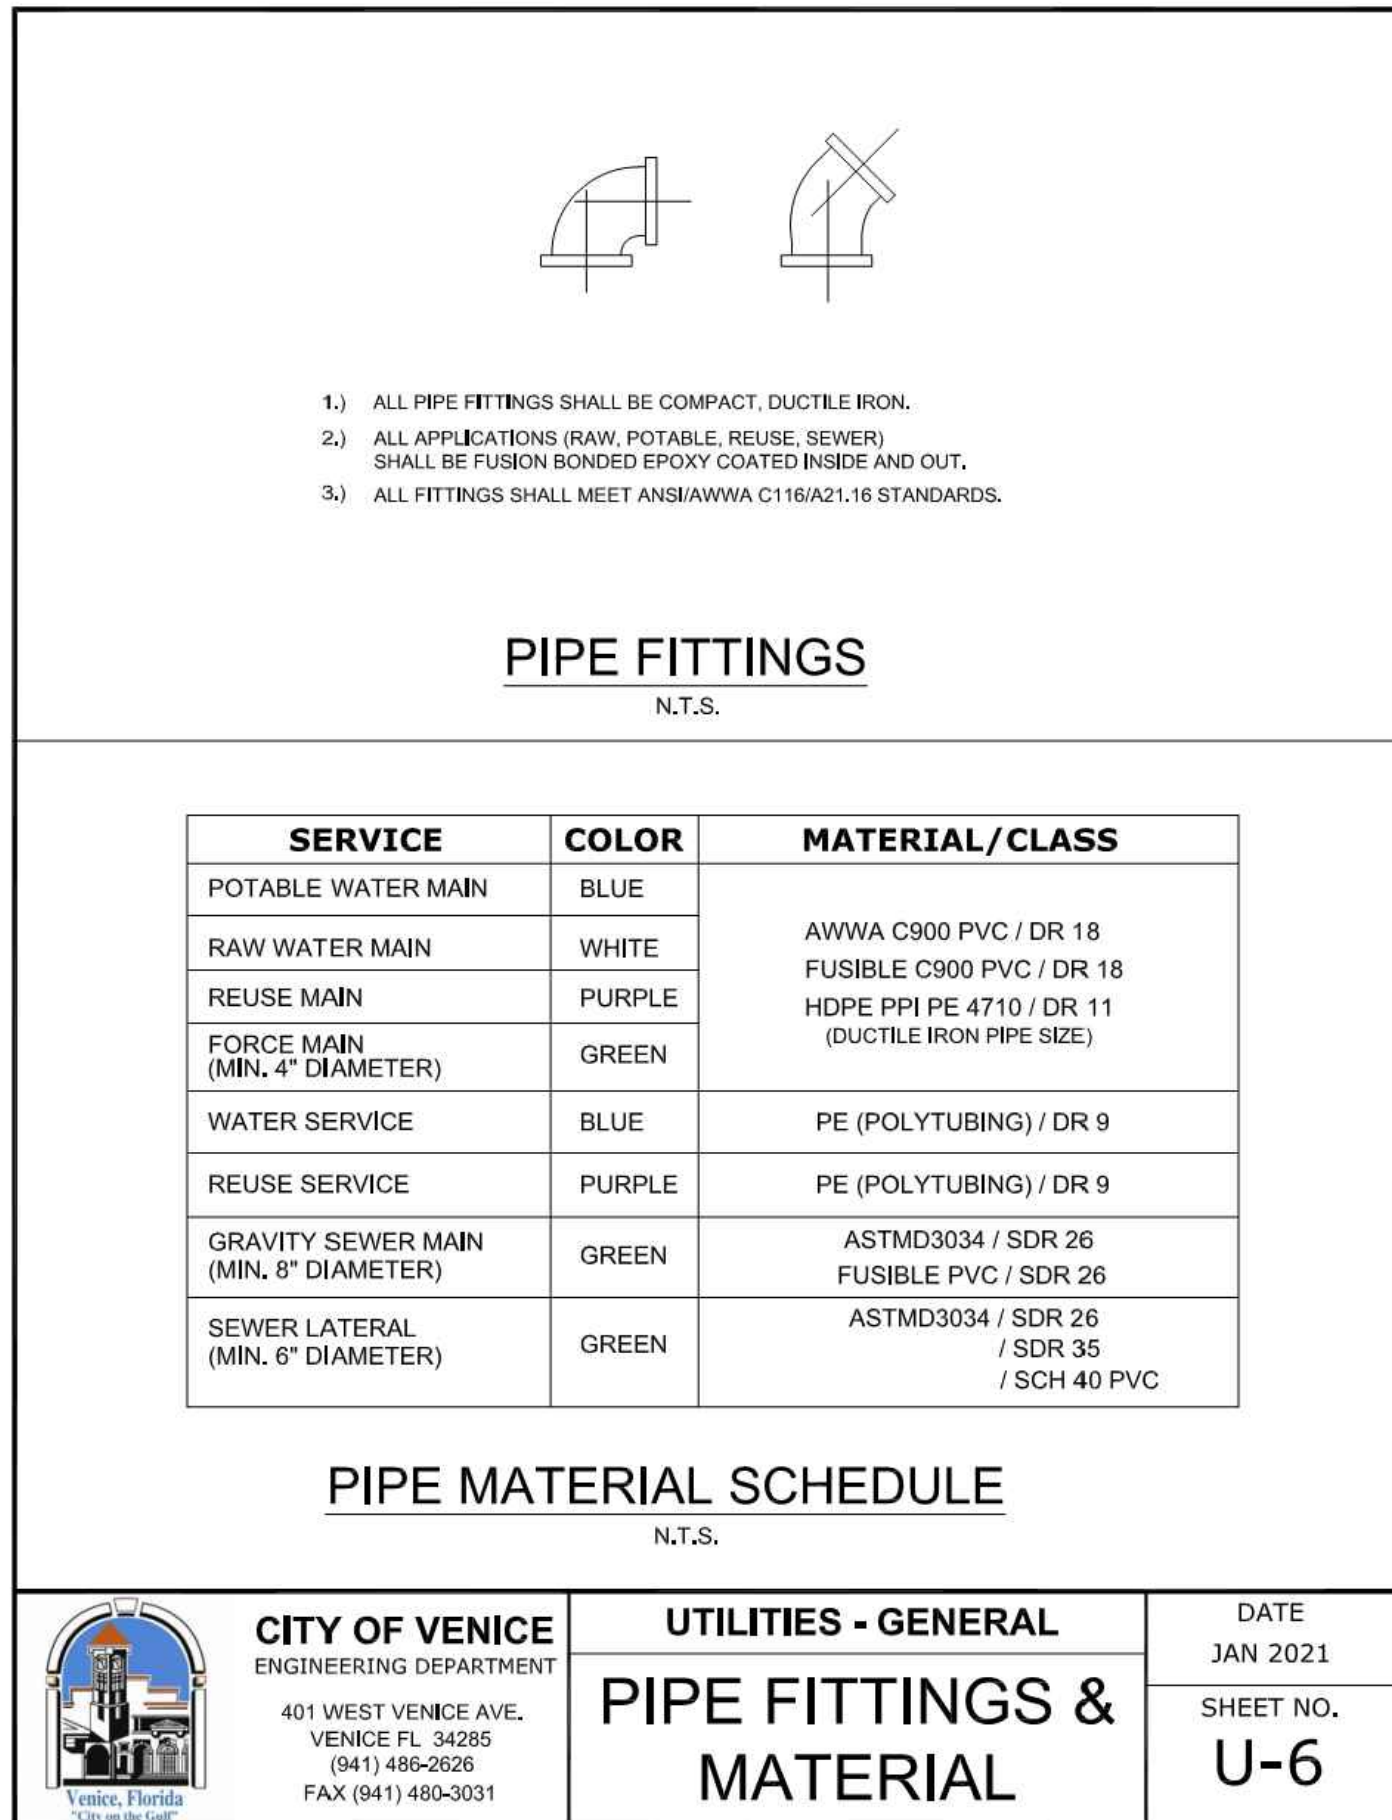 1.) ALL PIPE FITTINGS SHALL BE COMPACT, DUCTILE IRON.
2.) ALL APPLICATIONS (RAW, POTABLE, REUSE, SEWER)
SHALL BE FUSION BONDED EPOXY COATED INSIDE AND OUT.
3.) ALL FITTINGS SHALL MEET ANSI/AWWA C116/A21.16 STANDARDS.
PIPE FITTINGS
N.T.S.
SERVICE COLOR MATERIAL/CLASS
POTABLE WATER MAIN BLUE
RAW WATER MAIN WHITE
REUSE MAIN PURPLE
FORCE MAIN
(MIN. 4" DIAMETER)
GREEN
AWWA C900 PVC / DR 18
FUSIBLE C900 PVC / DR 18
HDPE PPI PE 4710 / DR 11
(DUCTILE IRON PIPE SIZE)
WATER SERVICE BLUE PE (POLYTUBING) / DR 9
REUSE SERVICE PURPLE PE (POLYTUBING) / DR 9
GRAVITY SEWER MAIN
(MIN. 8" DIAMETER)
GREEN
ASTMD3034 / SDR 26
FUSIBLE PVC / SDR 26
SEWER LATERAL
(MIN. 6" DIAMETER)
GREEN
ASTMD3034 / SDR 26
/ SDR 35
/ SCH 40 PVC
PIPE MATERIAL SCHEDULE
N.T.S.
Venice, Florida
"City on the Gulf"
CITY OF VENICE
ENGINEERING DEPARTMENT
401 WEST VENICE AVE.
VENICE FL 34285
(941) 486-2626
FAX (941) 480-3031
UTILITIES - GENERAL
PIPE FITTINGS &
MATERIAL
DATE
JAN 2021
SHEET NO.
U-6